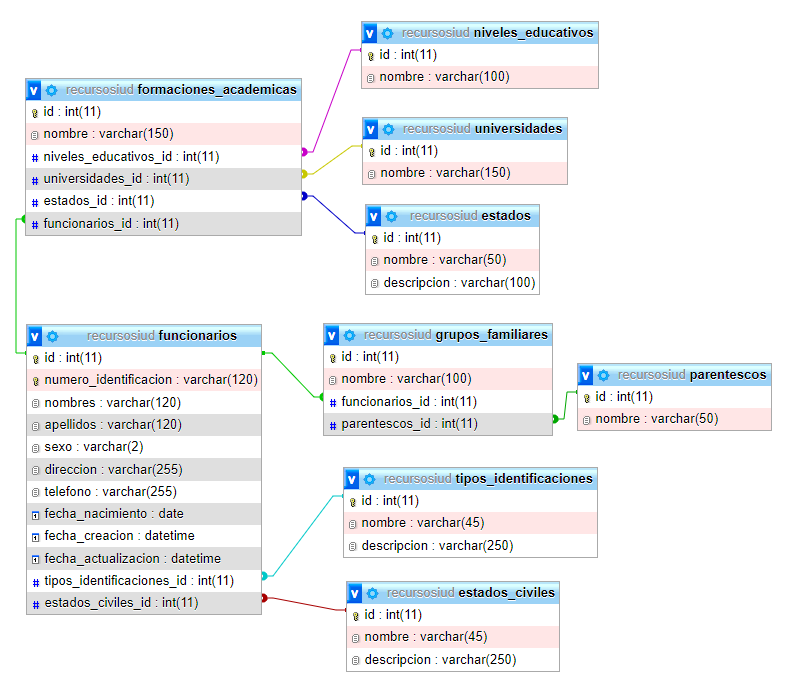 recursosiud niveles_educativos
id : int(11)
nombre : varchar(100)
recursosiud formaciones_academicas
id : int(11)
nombre : varchar(150)
niveles_educativos_id : int(11)
universidades_id : int(11)
estados_id : int(11)
funcionarios_id : int(11)
recursosiud universidades
id : int(11)
nombre : varchar(150)
recursosiud estados
id : int(11)
nombre : varchar(50)
descripcion : varchar(100)
recursosiud funcionarios
id : int(11)
numero_identificacion : varchar(120)
nombres : varchar(120)
apellidos : varchar(120)
sexo : varchar(2)
direccion : varchar(255)
telefono : varchar(255)
fecha_nacimiento : date
fecha_creacion : datetime
fecha_actualizacion : datetime
tipos_identificaciones_id : int(11)
estados_civiles_id : int(11)
recursosiud grupos_familiares
id : int(11)
nombre : varchar(100)
funcionarios_id : int(11)
parentescos_id : int(11)
recursosiud parentescos
id : int(11)
nombre : varchar(50)
recursosiud tipos_identificaciones
id : int(11)
nombre : varchar(45)
descripcion : varchar(250)
recursosiud estados_civiles
id : int(11)
nombre : varchar(45)
descripcion : varchar(250)